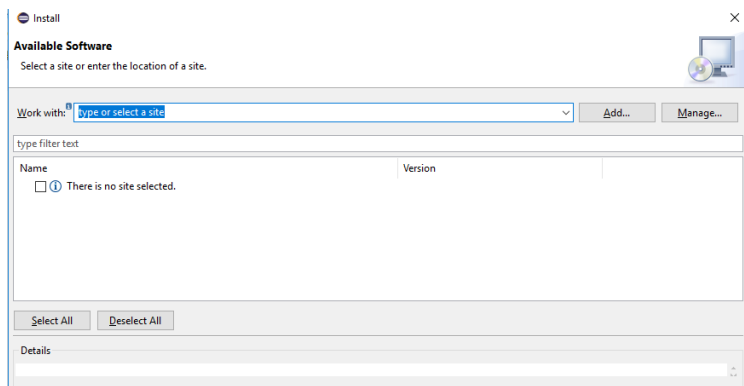 Install
Available Software
Select a site or enter the location of a site.
Work with: type or select a site Add... Manage...
type filter text
Name Version
There is no site selected.
Select All Deselect All
Details